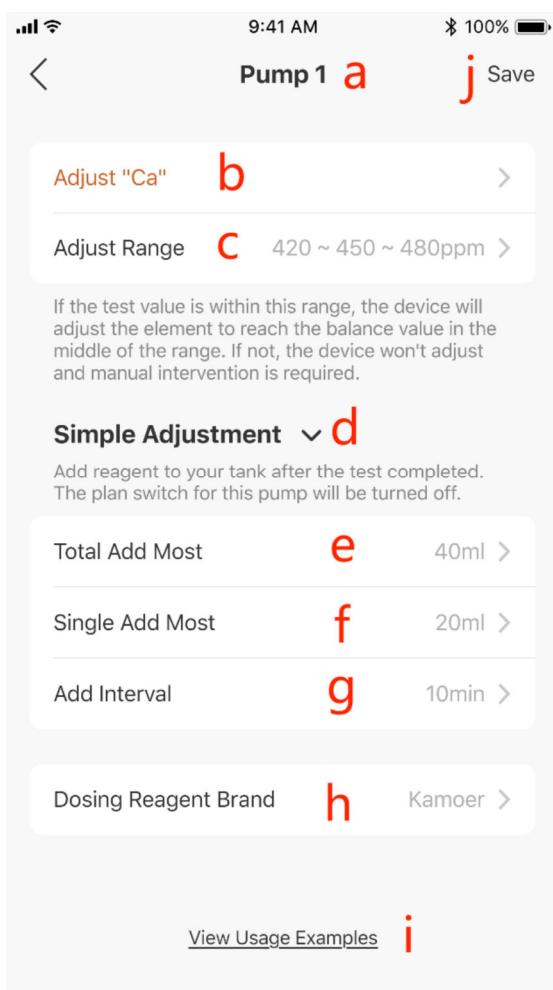 9:41 AM 100%
Pump 1 a j Save
Adjust "Ca" b
Adjust Range c 420 ~ 450 ~ 480ppm
If the test value is within this range, the device will
adjust the element to reach the balance value in the
middle of the range. If not, the device won't adjust
and manual intervention is required.
Simple Adjustment d
Add reagent to your tank after the test completed.
The plan switch for this pump will be turned off.
Total Add Most e 40ml
Single Add Most f 20ml
Add Interval g 10min
Dosing Reagent Brand h Kamoer
View Usage Examples i